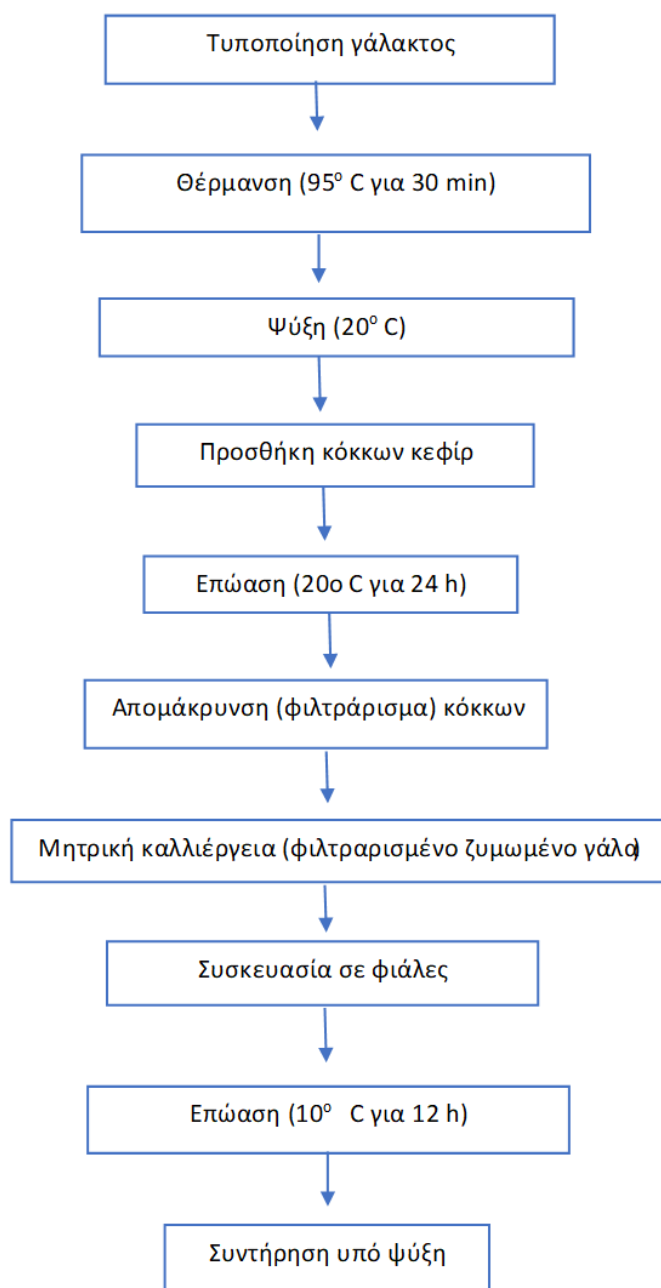 Τυποποίηση γάλακτος
Θέρμανση (95º C για 30 min)
Ψύξη (20º C)
Προσθήκη κόκκων κεφίρ
Επώαση (20ο C για 24 h)
Απομάκρυνση (φιλτράρισμα) κόκκων
Μητρική καλλιέργεια (φιλτραρισμένο ζυμωμένο γάλα)
Συσκευασία σε φιάλες
Επώαση (10º C για 12 h)
Συντήρηση υπό ψύξη